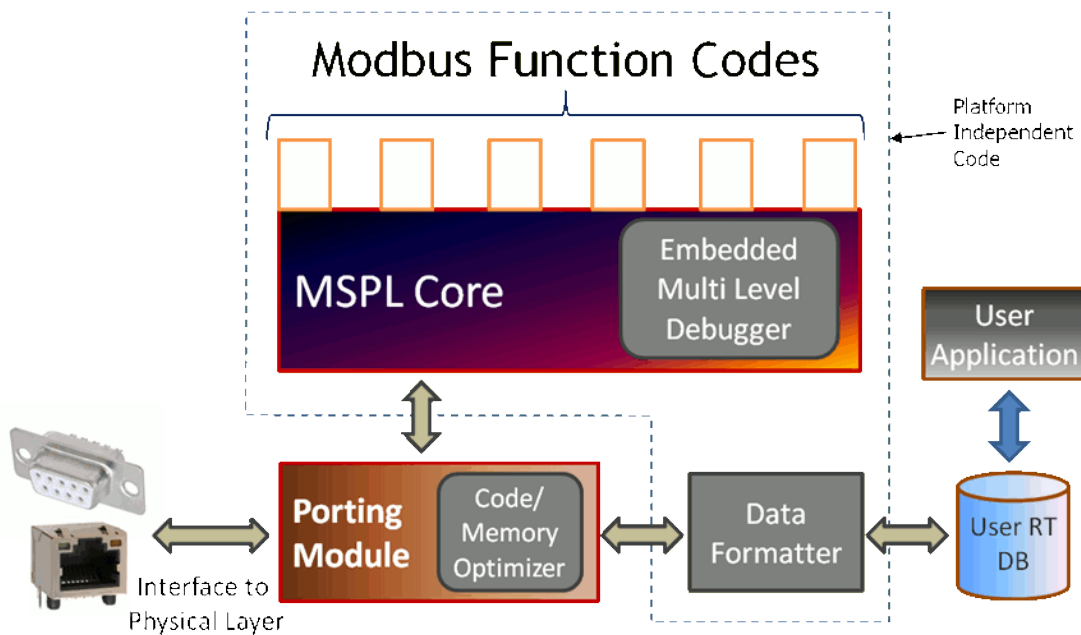 Modbus Function Codes
Platform
Independent
Code
MSPL Core
Embedded
Multi Level
Debugger
User
Application
Porting
Module
Code/
Memory
Optimizer
Data
Formatter
User RT
DB
Interface to
Physical Layer